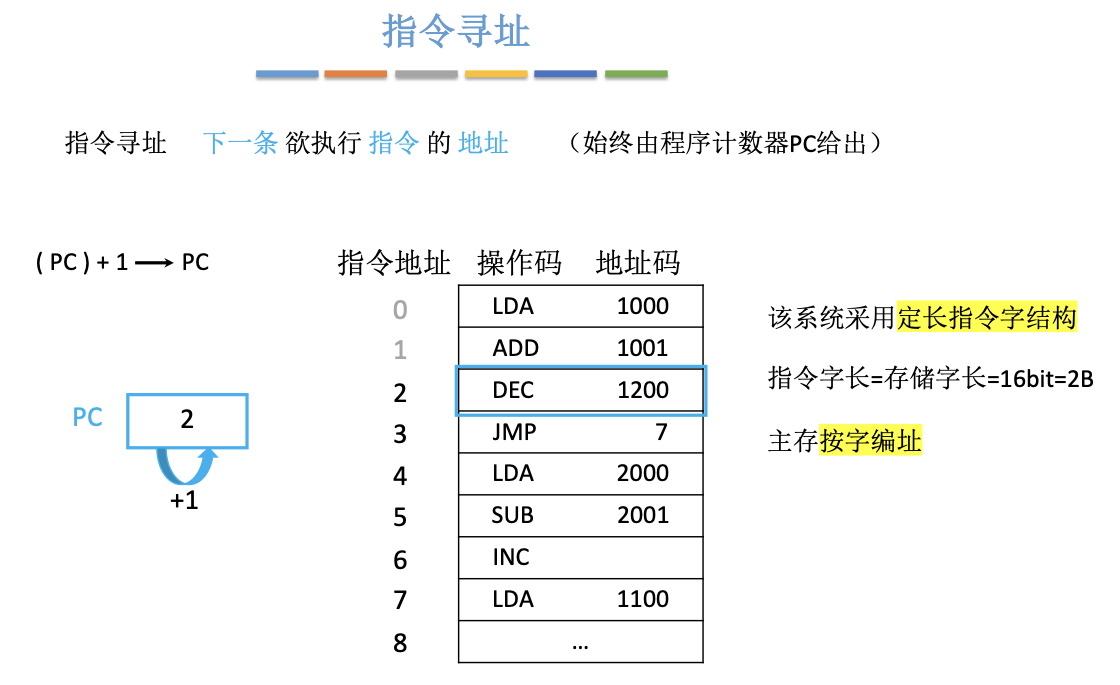 指令寻址
指令寻址 下一条 欲执行 指令 的 地址 （始终由程序计数器PC给出）
( PC ) + 1 → PC
指令地址 操作码 地址码
0 LDA 1000
1 ADD 1001
2 DEC 1200
3 JMP 7
4 LDA 2000
5 SUB 2001
6 INC
7 LDA 1100
8 ...
PC 2
+1
该系统采用定长指令字结构
指令字长=存储字长=16bit=2B
主存按字编址